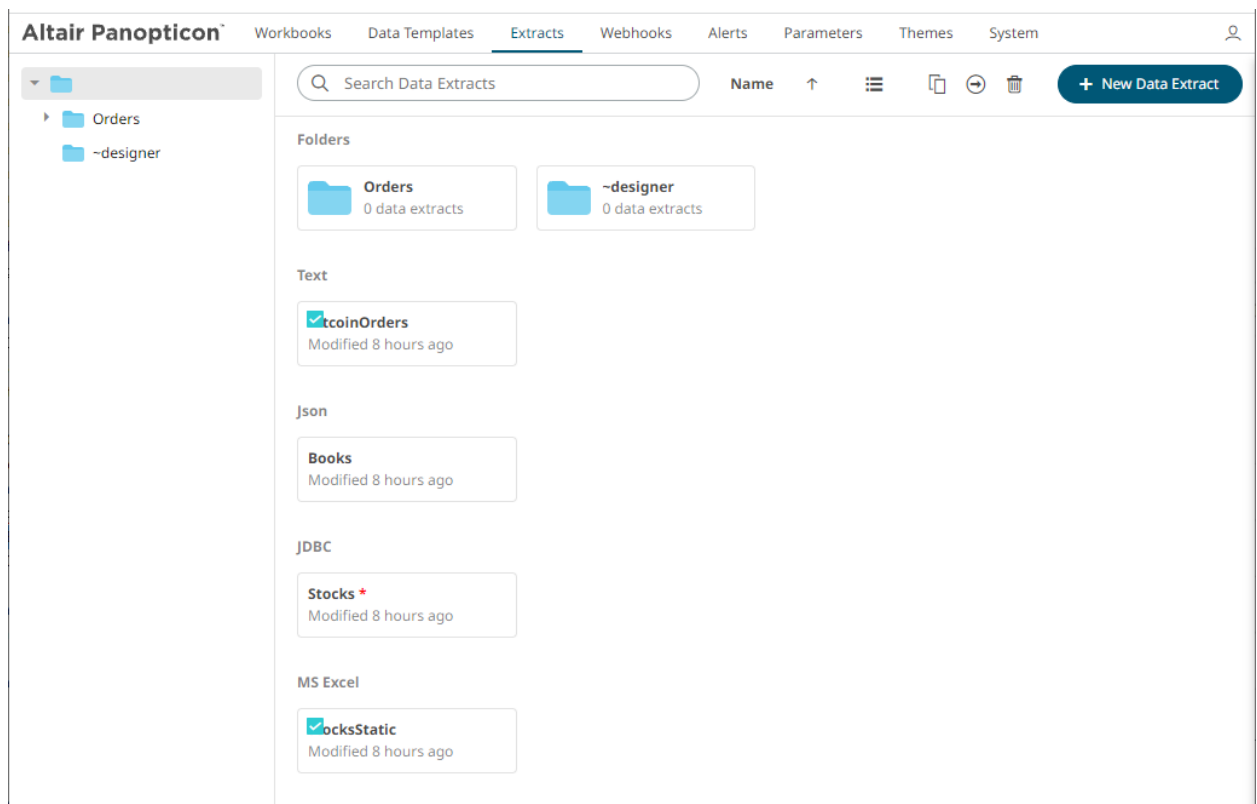 Altair Panopticon™
Workbooks Data Templates Extracts Webhooks Alerts Parameters Themes System
Orders
~designer
Search Data Extracts
Name
+ New Data Extract
Folders
Orders
0 data extracts
~designer
0 data extracts
Text
tcoinOrders
Modified 8 hours ago
Json
Books
Modified 8 hours ago
JDBC
Stocks *
Modified 8 hours ago
MS Excel
ocksStatic
Modified 8 hours ago